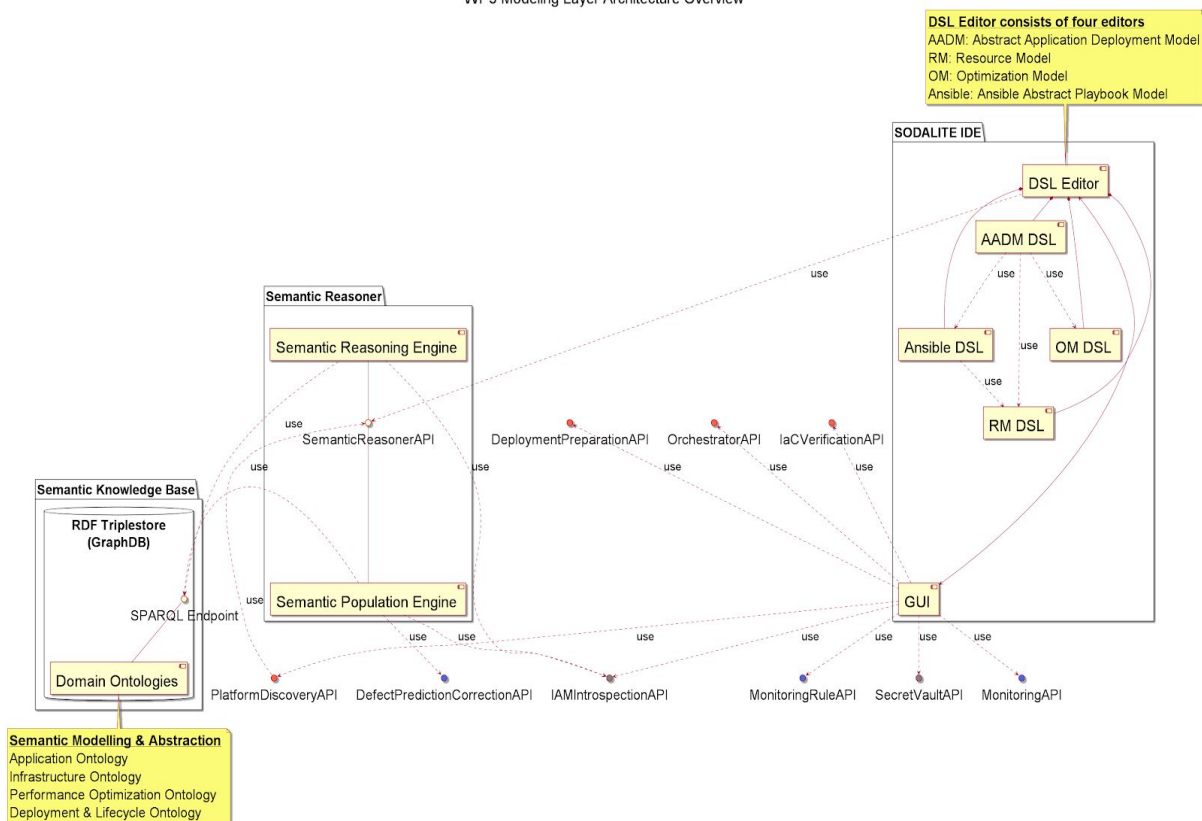 WP3 Modeling Layer Architecture Overview
DSL Editor consists of four editors
AADM: Abstract Application Deployment Model
RM: Resource Model
OM: Optimization Model
Ansible: Ansible Abstract Playbook Model
SODALITE IDE
DSL Editor
AADM DSL
use
use
use
Semantic Reasoner
Semantic Reasoning Engine
Ansible DSL
OM DSL
use
use
RM DSL
use
SemanticReasonerAPI
DeploymentPreparationAPI
OrchestratorAPI
IaCVerificationAPI
use
use
use
use
use
Semantic Knowledge Base
RDF Triplestore
(GraphDB)
SPARQL Endpoint
use
Semantic Population Engine
GUI
use
use
use
use
use
use
use
Domain Ontologies
PlatformDiscoveryAPI
DefectPredictionCorrectionAPI
IAMIntrospectionAPI
MonitoringRuleAPI
SecretVaultAPI
MonitoringAPI
Semantic Modelling & Abstraction
Application Ontology
Infrastructure Ontology
Performance Optimization Ontology
Deployment & Lifecycle Ontology